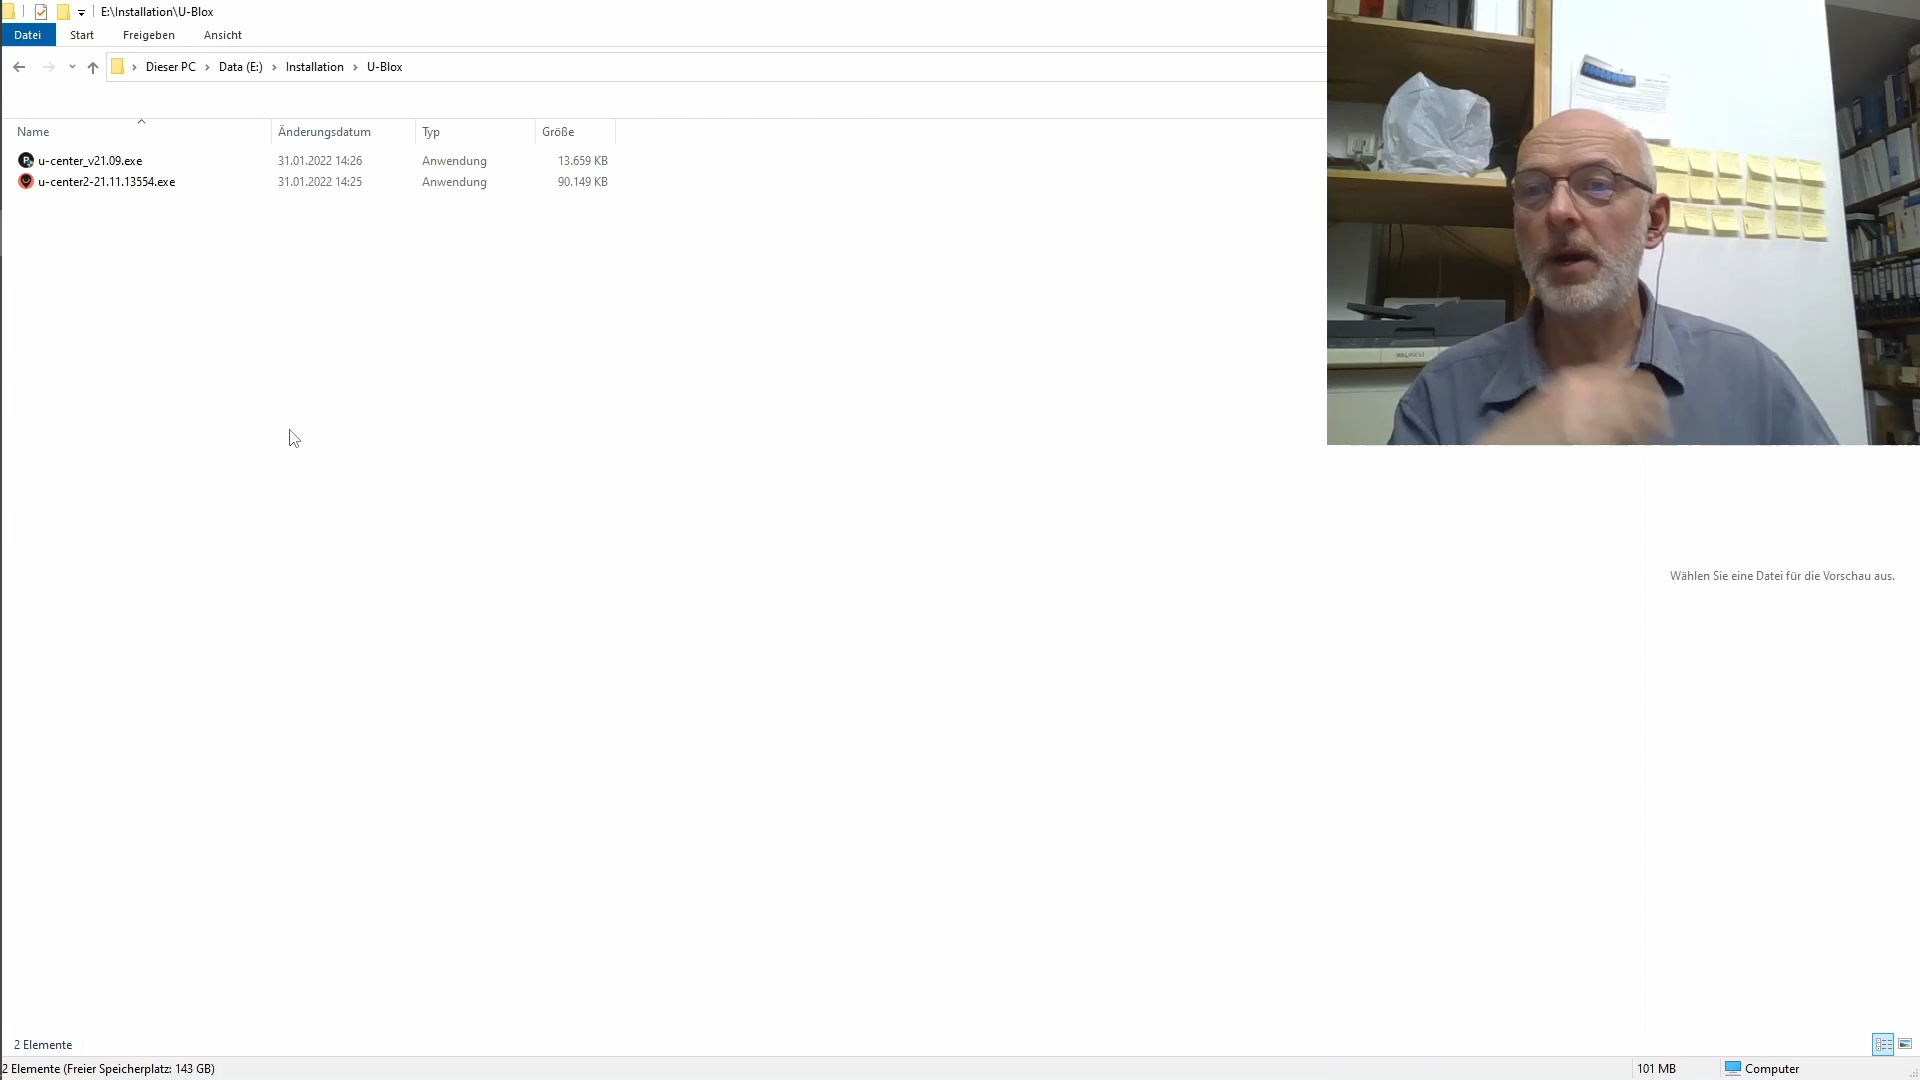 E:\Installation\U-Blox
Datei Start Freigeben Ansicht
Dieser PC Data (E:) Installation U-Blox
Name Änderungsdatum Typ Größe
u-center_v21.09.exe 31.01.2022 14:26 Anwendung 13.659 KB
u-center2-21.11.13554.exe 31.01.2022 14:25 Anwendung 90.149 KB
Wählen Sie eine Datei für die Vorschau aus.
2 Elemente
2 Elemente (Freier Speicherplatz: 143 GB) 101 MB Computer